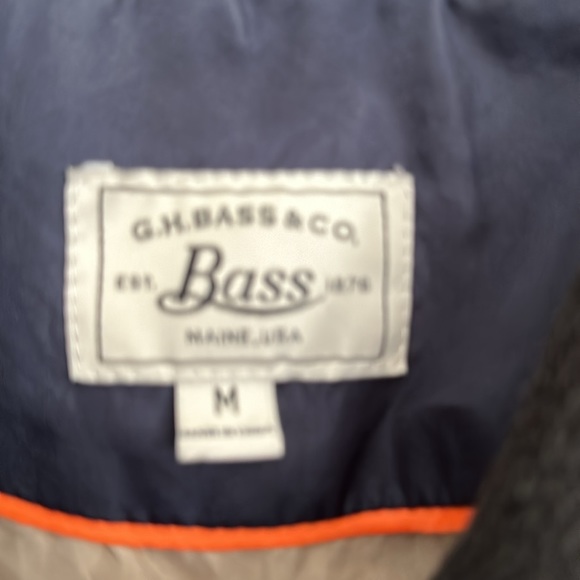 G.H.BASS & CO.
EST. Bass 1876
MAINE, USA
M